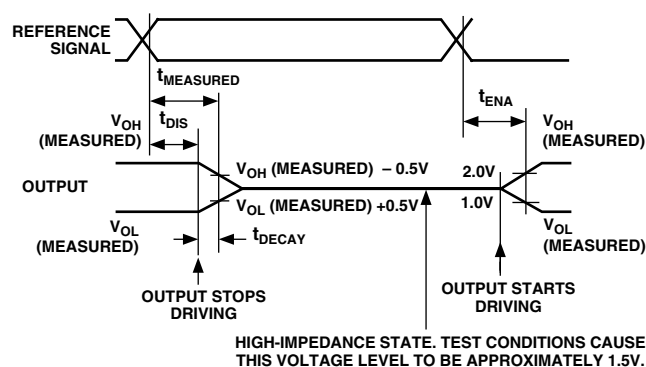 REFERENCE
SIGNAL
tMEASURED
tDIS
tENA
VOH
(MEASURED)
VOH
(MEASURED)
VOH (MEASURED) – 0.5V
2.0V
OUTPUT
VOL (MEASURED) +0.5V
1.0V
VOL
(MEASURED)
tDECAY
VOL
(MEASURED)
OUTPUT STOPS
DRIVING
OUTPUT STARTS
DRIVING
HIGH-IMPEDANCE STATE. TEST CONDITIONS CAUSE
THIS VOLTAGE LEVEL TO BE APPROXIMATELY 1.5V.